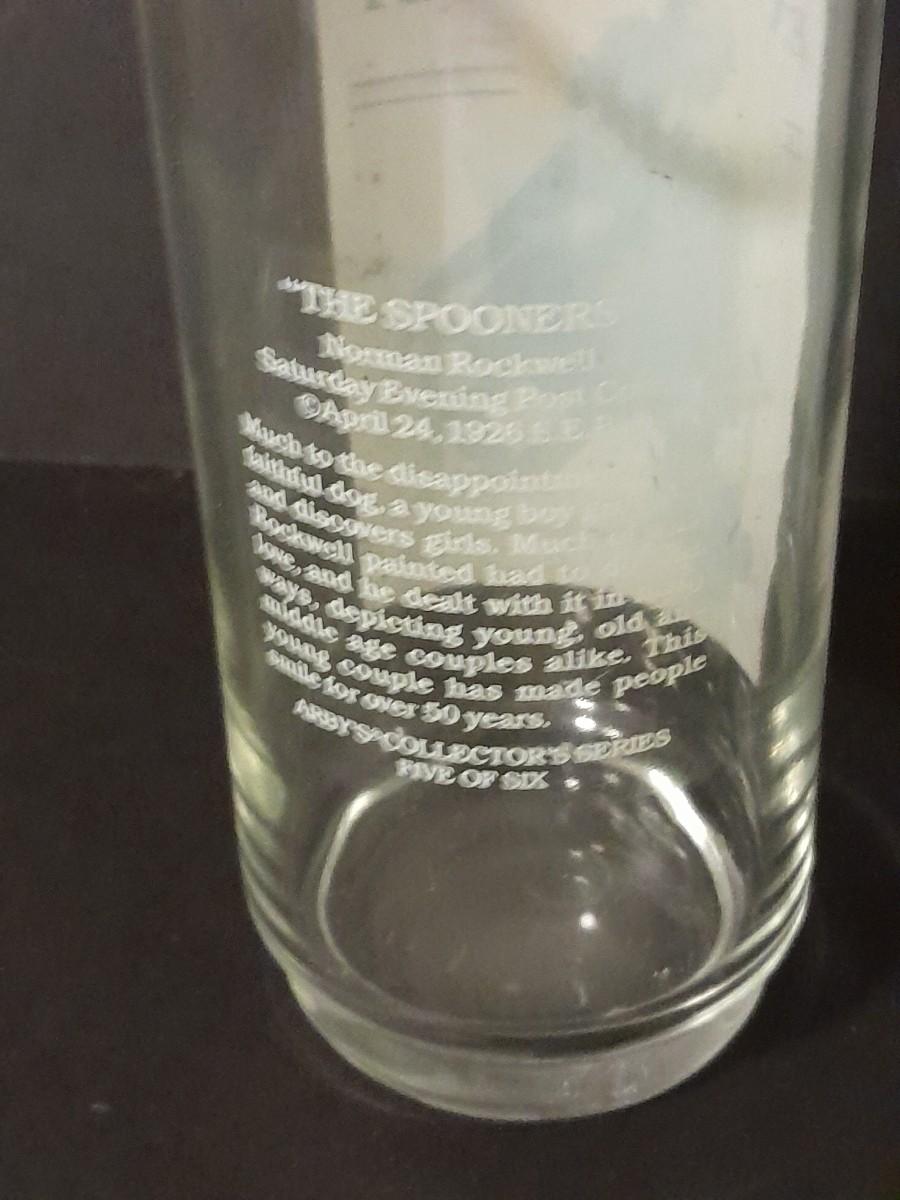 "THE SPOONERS
Norman Rockwell
Saturday Evening Post
©April 24, 1926 S.E.P.
Much to the disappointm
faithful dog, a young boy
and discovers girls. Much
Rockwell painted had to
love, and he dealt with it in
ways, depicting young, old
middle age couples alike. This
young couple has made people
smile for over 50 years.
ARBY'S® COLLECTOR'S SERIES
FIVE OF SIX